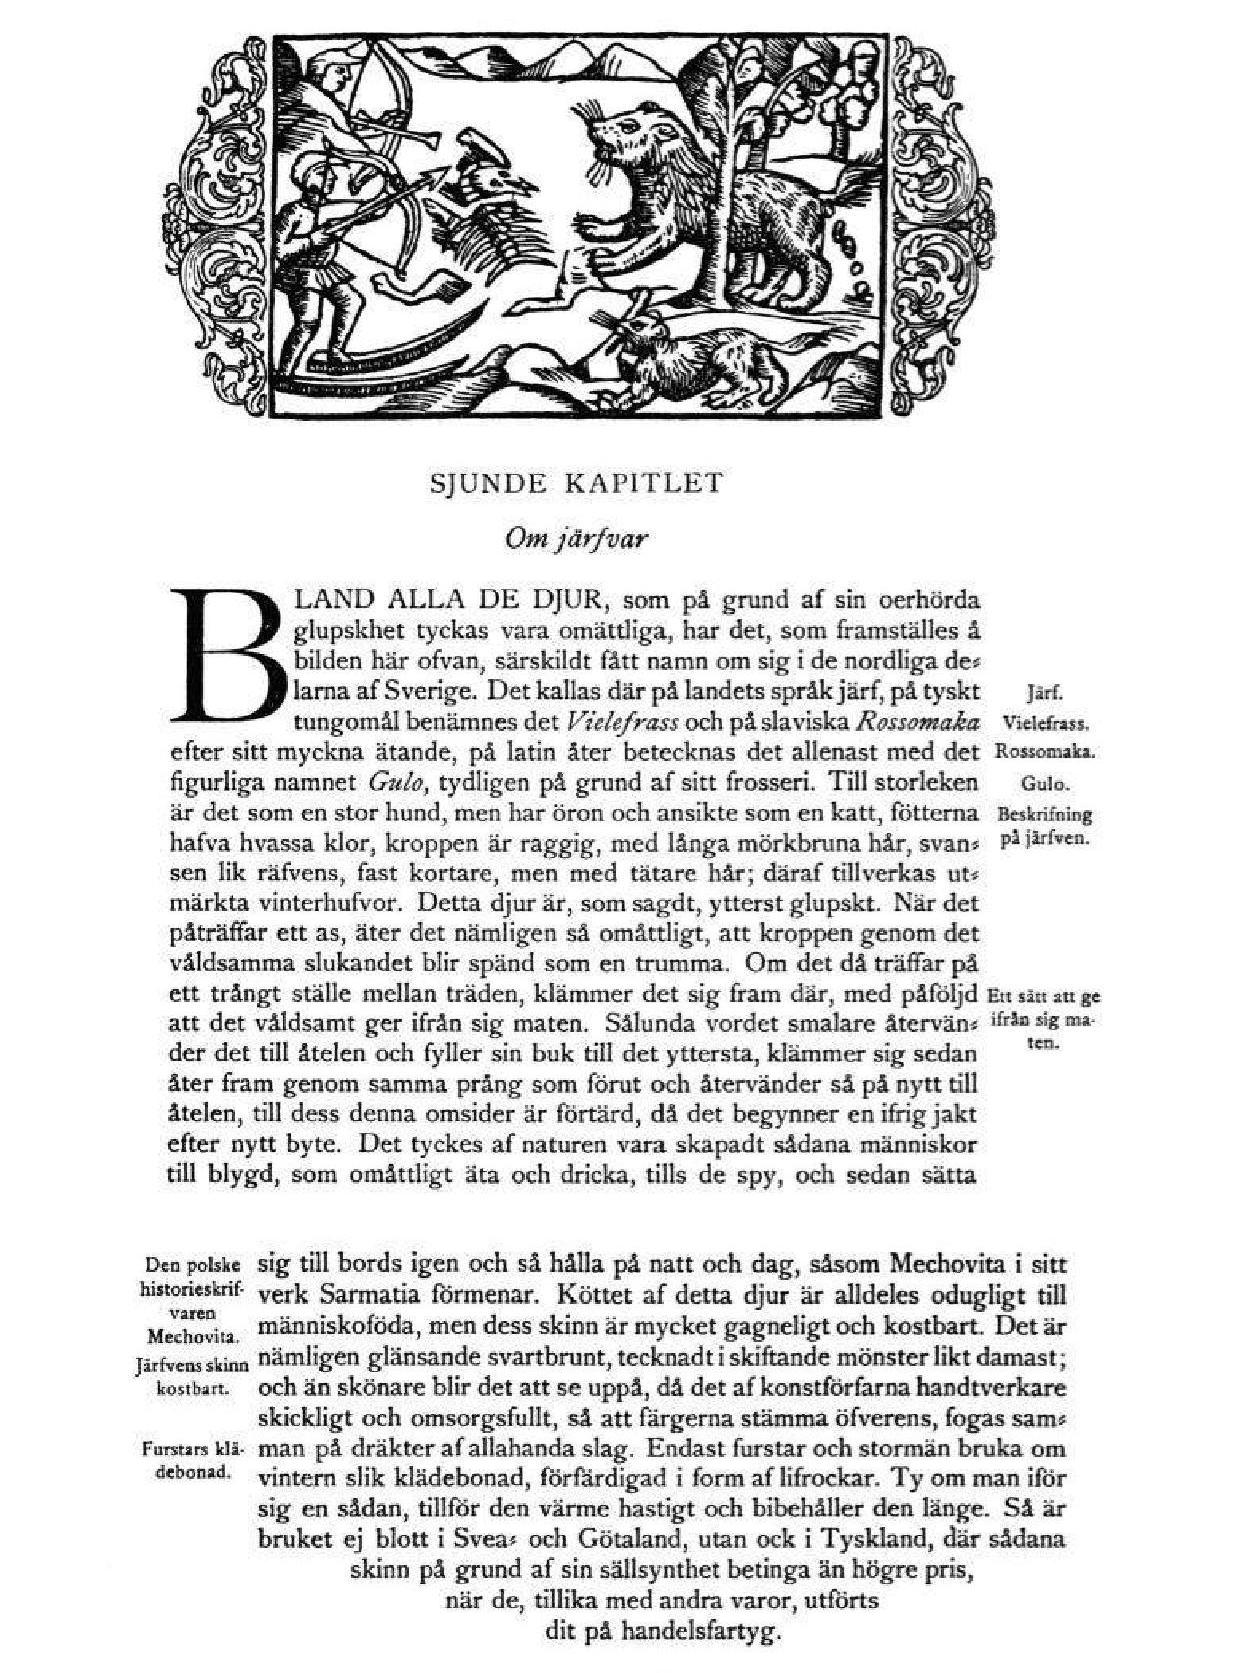 SJUNDE KAPITLET
Om järfvar
BLAND ALLA DE DJUR, som på grund af sin oerhörda
glupskhet tyckas vara omättliga, har det, som framställes å
bilden här ofvan, särskildt fått namn om sig i de nordliga de⸗
larna af Sverige. Det kallas där på landets språk järf, på tyskt
Järf.
tungomål benämnes det Vielefrass och på slaviska Rossomaka
Vielefrass.
efter sitt myckna ätande, på latin åter betecknas det allenast med det
Rossomaka.
figurliga namnet Gulo, tydligen på grund af sitt frosseri. Till storleken
Gulo.
är det som en stor hund, men har öron och ansikte som en katt, fötterna
Beskrifning
hafva hvassa klor, kroppen är raggig, med långa mörkbruna hår, svan⸗
på järfven.
sen lik räfvens, fast kortare, men med tätare hår; däraf tillverkas ut⸗
märkta vinterhufvor. Detta djur är, som sagdt, ytterst glupskt. När det
påträffar ett as, äter det nämligen så omåttligt, att kroppen genom det
våldsamma slukandet blir spänd som en trumma. Om det då träffar på
ett trångt ställe mellan träden, klämmer det sig fram där, med påföljd
Ett sätt att ge
att det våldsamt ger ifrån sig maten. Sålunda vordet smalare återvän⸗
ifrån sig ma-
der det till åtelen och fyller sin buk till det yttersta, klämmer sig sedan
ten.
åter fram genom samma prång som förut och återvänder så på nytt till
åtelen, till dess denna omsider är förtärd, då det begynner en ifrig jakt
efter nytt byte. Det tyckes af naturen vara skapadt sådana människor
till blygd, som omåttligt äta och dricka, tills de spy, och sedan sätta
Den polske
sig till bords igen och så hålla på natt och dag, såsom Mechovita i sitt
historieskrif-
verk Sarmatia förmenar. Köttet af detta djur är alldeles odugligt till
varen
Mechovita.
människoföda, men dess skinn är mycket gagneligt och kostbart. Det är
Järfvens skinn
nämligen glänsande svartbrunt, tecknadt i skiftande mönster likt damast;
kostbart.
och än skönare blir det att se uppå, då det af konstförfarna handtverkare
skickligt och omsorgsfullt, så att färgerna stämma öfverens, fogas sam⸗
Furstars klä-
man på dräkter af allahanda slag. Endast furstar och stormän bruka om
debonad.
vintern slik klädebonad, förfärdigad i form af lifrockar. Ty om man iför
sig en sådan, tillför den värme hastigt och bibehåller den länge. Så är
bruket ej blott i Svea⸗ och Götaland, utan ock i Tyskland, där sådana
skinn på grund af sin sällsynthet betinga än högre pris,
när de, tillika med andra varor, utförts
dit på handelsfartyg.